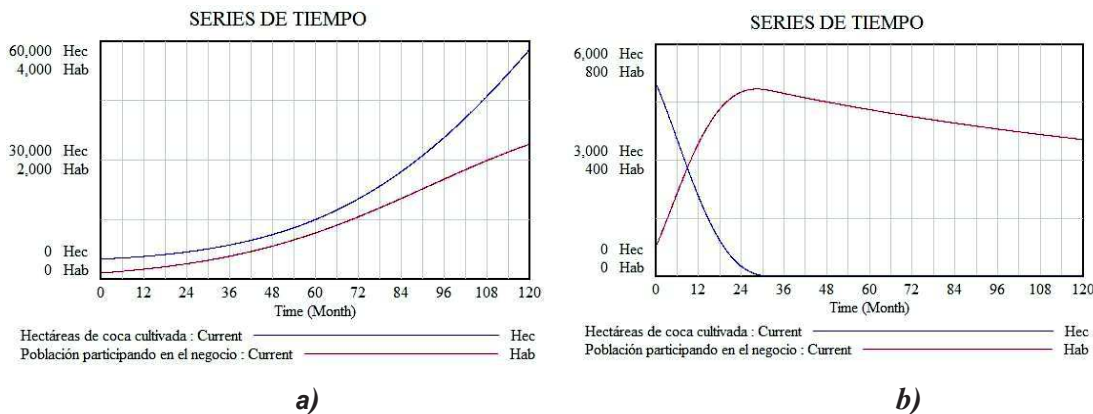 SERIES DE TIEMPO
60,000 Hec
4,000 Hab
30,000 Hec
2,000 Hab
0 Hec
0 Hab
0 12 24 36 48 60 72 84 96 108 120
Time (Month)
Hectáreas de coca cultivada : Current Hec
Población participando en el negocio : Current Hab
a)
SERIES DE TIEMPO
6,000 Hec
800 Hab
3,000 Hec
400 Hab
0 Hec
0 Hab
0 12 24 36 48 60 72 84 96 108 120
Time (Month)
Hectáreas de coca cultivada : Current Hec
Población participando en el negocio : Current Hab
b)